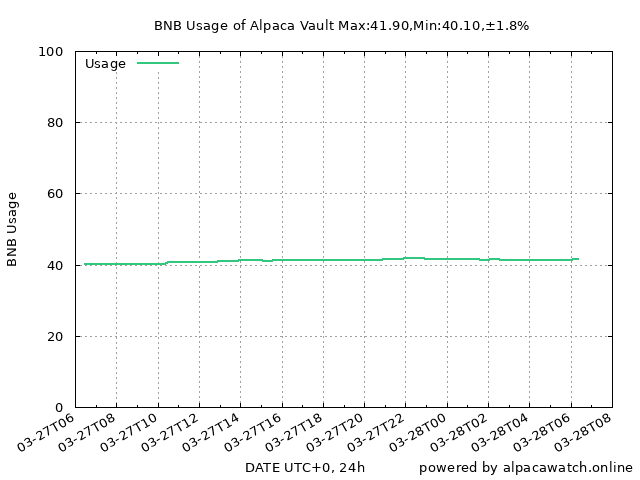 BNB Usage of Alpaca Vault Max:41.90,Min:40.10,±1.8%
Usage
BNB Usage
100
80
60
40
20
0
03-27T06
03-27T08
03-27T10
03-27T12
03-27T14
03-27T16
03-27T18
03-27T20
03-27T22
03-28T00
03-28T02
03-28T04
03-28T06
03-28T08
DATE UTC+0, 24h
powered by alpacawatch.online